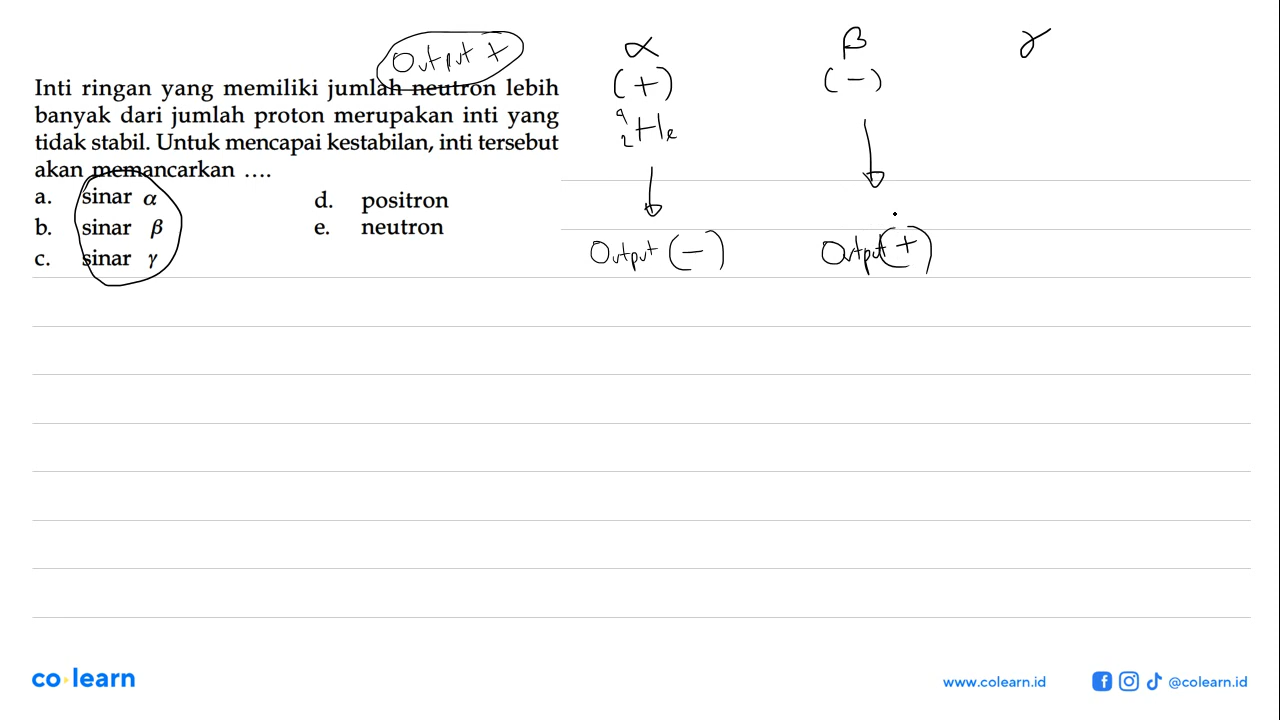 Output +
Inti ringan yang memiliki jumlah neutron lebih
banyak dari jumlah proton merupakan inti yang
tidak stabil. Untuk mencapai kestabilan, inti tersebut
akan memancarkan ....
a. sinar α
b. sinar β
c. sinar γ
d. positron
e. neutron
α
(+)
⁴₂He
Output (-)
β
(-)
Output (+)
γ
co learn
www.colearn.id
@colearn.id